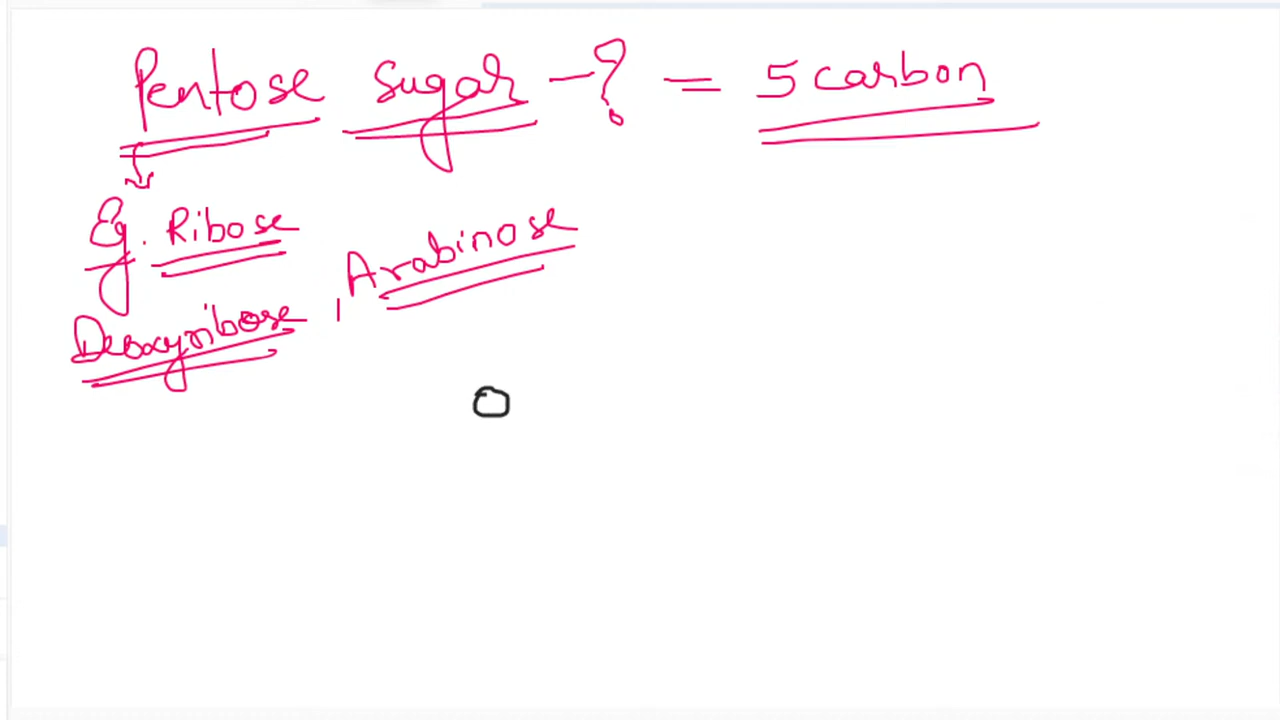 Pentose sugar - ? = 5 carbon
Eg. Ribose
Deoxyribose , Arabinose
O